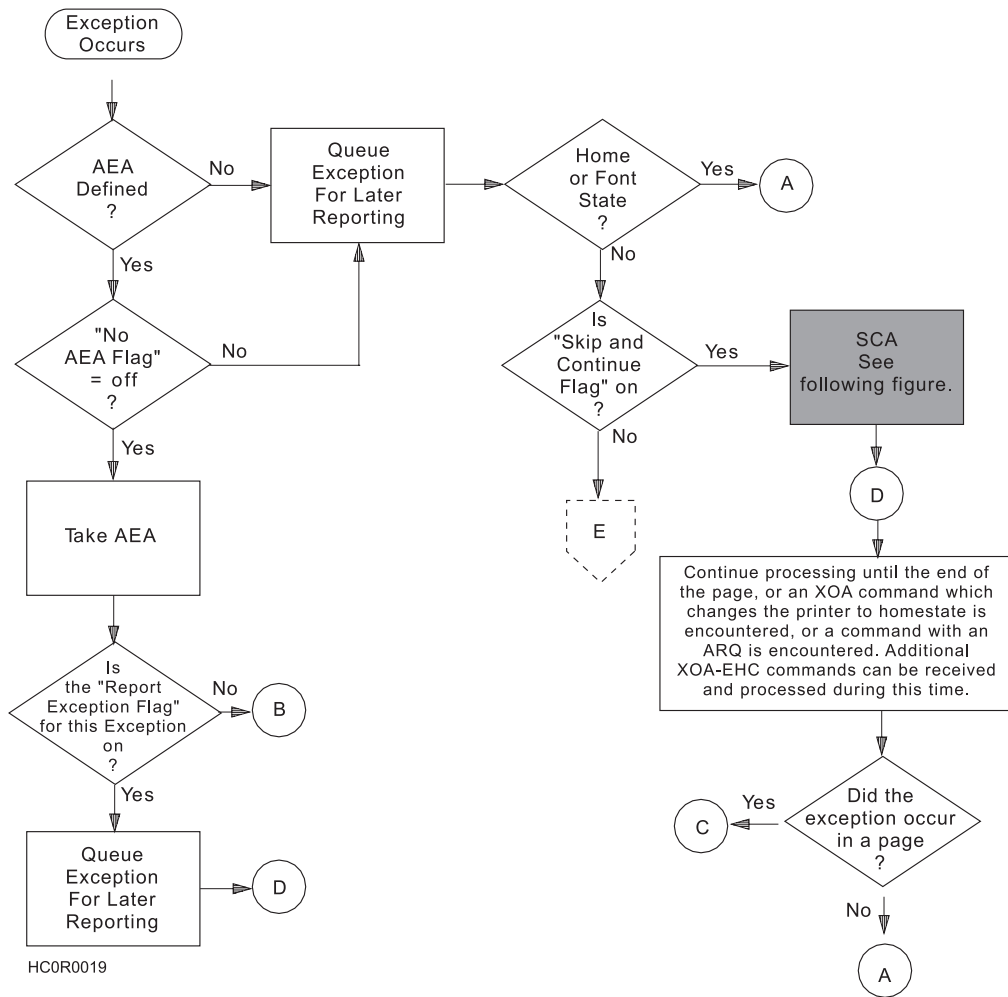 Exception
Occurs
AEA
Defined
?
No
Yes
Queue
Exception
For Later
Reporting
Home
or Font
State
?
Yes
A
No
"No
AEA Flag"
= off
?
No
Yes
Is
"Skip and
Continue
Flag" on
?
Yes
No
SCA
See
following figure.
D
E
Take AEA
Continue processing until the end of
the page, or an XOA command which
changes the printer to homestate is
encountered, or a command with an
ARQ is encountered. Additional
XOA-EHC commands can be received
and processed during this time.
Is
the "Report
Exception Flag"
for this Exception
on
?
No
B
Yes
Did the
exception occur
in a page
?
Yes
C
No
A
Queue
Exception
For Later
Reporting
D
HC0R0019